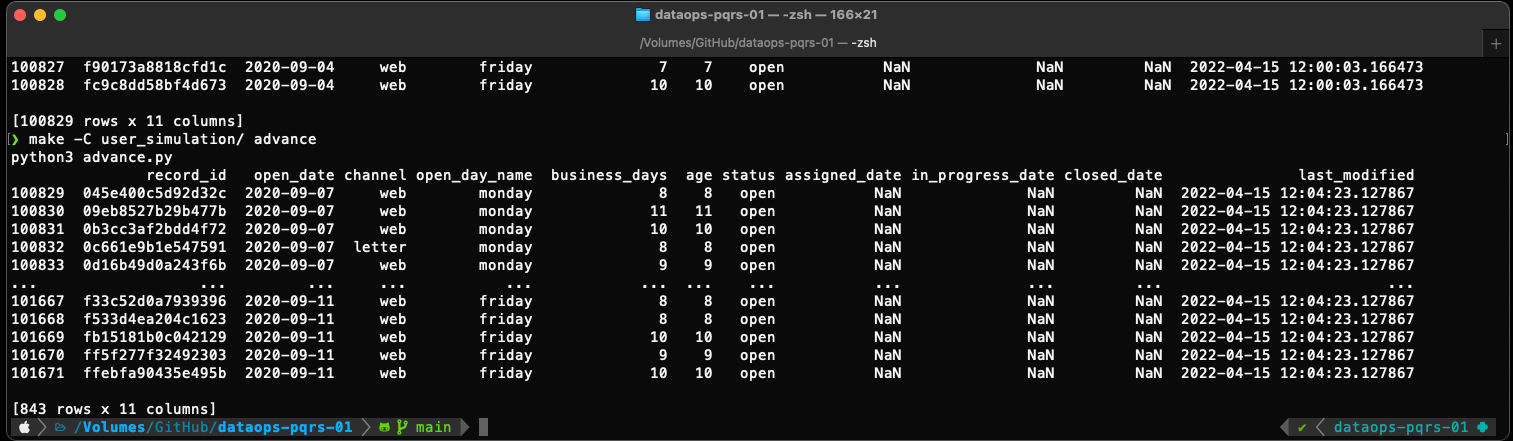 dataops-pqrs-01 — -zsh — 166×21
/Volumes/GitHub/dataops-pqrs-01 — -zsh +
100827 f90173a8818cfd1c 2020-09-04 web friday 7 7 open NaN NaN NaN 2022-04-15 12:00:03.166473
100828 fc9c8dd58bf4d673 2020-09-04 web friday 10 10 open NaN NaN NaN 2022-04-15 12:00:03.166473
[100829 rows x 11 columns]
❯ make -C user_simulation/ advance
python3 advance.py
record_id open_date channel open_day_name business_days age status assigned_date in_progress_date closed_date last_modified
100829 045e400c5d92d32c 2020-09-07 web monday 8 8 open NaN NaN NaN 2022-04-15 12:04:23.127867
100830 09eb8527b29b477b 2020-09-07 web monday 11 11 open NaN NaN NaN 2022-04-15 12:04:23.127867
100831 0b3cc3af2bdd4f72 2020-09-07 web monday 10 10 open NaN NaN NaN 2022-04-15 12:04:23.127867
100832 0c661e9b1e547591 2020-09-07 letter monday 8 8 open NaN NaN NaN 2022-04-15 12:04:23.127867
100833 0d16b49d0a243f6b 2020-09-07 web monday 9 9 open NaN NaN NaN 2022-04-15 12:04:23.127867
... ... ... ... ... ... ... ... ... ... ... ...
101667 f33c52d0a7939396 2020-09-11 web friday 8 8 open NaN NaN NaN 2022-04-15 12:04:23.127867
101668 f533d4ea204c1623 2020-09-11 web friday 8 8 open NaN NaN NaN 2022-04-15 12:04:23.127867
101669 fb15181b0c042129 2020-09-11 web friday 10 10 open NaN NaN NaN 2022-04-15 12:04:23.127867
101670 ff5f277f32492303 2020-09-11 web friday 9 9 open NaN NaN NaN 2022-04-15 12:04:23.127867
101671 ffebfa90435e495b 2020-09-11 web friday 10 10 open NaN NaN NaN 2022-04-15 12:04:23.127867
[843 rows x 11 columns]
/Volumes/GitHub/dataops-pqrs-01 main ✔ dataops-pqrs-01